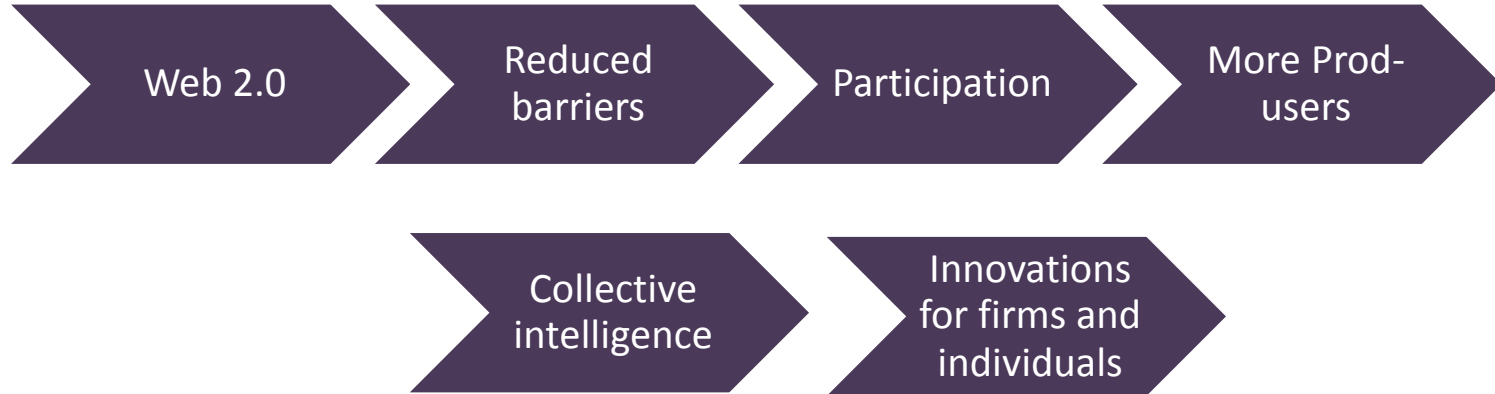 Web 2.0
Reduced
barriers
Participation
More Prod-
users
Collective
intelligence
Innovations
for firms and
individuals